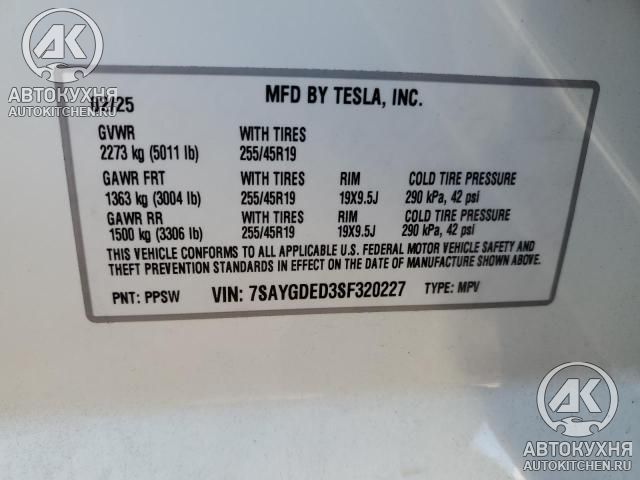 АК
АВТОКУХНЯ
AUTOKITCHEN.RU
02/25 MFD BY TESLA, INC.
GVWR WITH TIRES
2273 kg (5011 lb) 255/45R19
GAWR FRT WITH TIRES RIM COLD TIRE PRESSURE
1363 kg (3004 lb) 255/45R19 19X9.5J 290 kPa, 42 psi
GAWR RR WITH TIRES RIM COLD TIRE PRESSURE
1500 kg (3306 lb) 255/45R19 19X9.5J 290 kPa, 42 psi
THIS VEHICLE CONFORMS TO ALL APPLICABLE U.S. FEDERAL MOTOR VEHICLE SAFETY AND
THEFT PREVENTION STANDARDS IN EFFECT ON THE DATE OF MANUFACTURE SHOWN ABOVE.
PNT: PPSW VIN: 7SAYGDED3SF320227 TYPE: MPV
АК
АВТОКУХНЯ
AUTOKITCHEN.RU